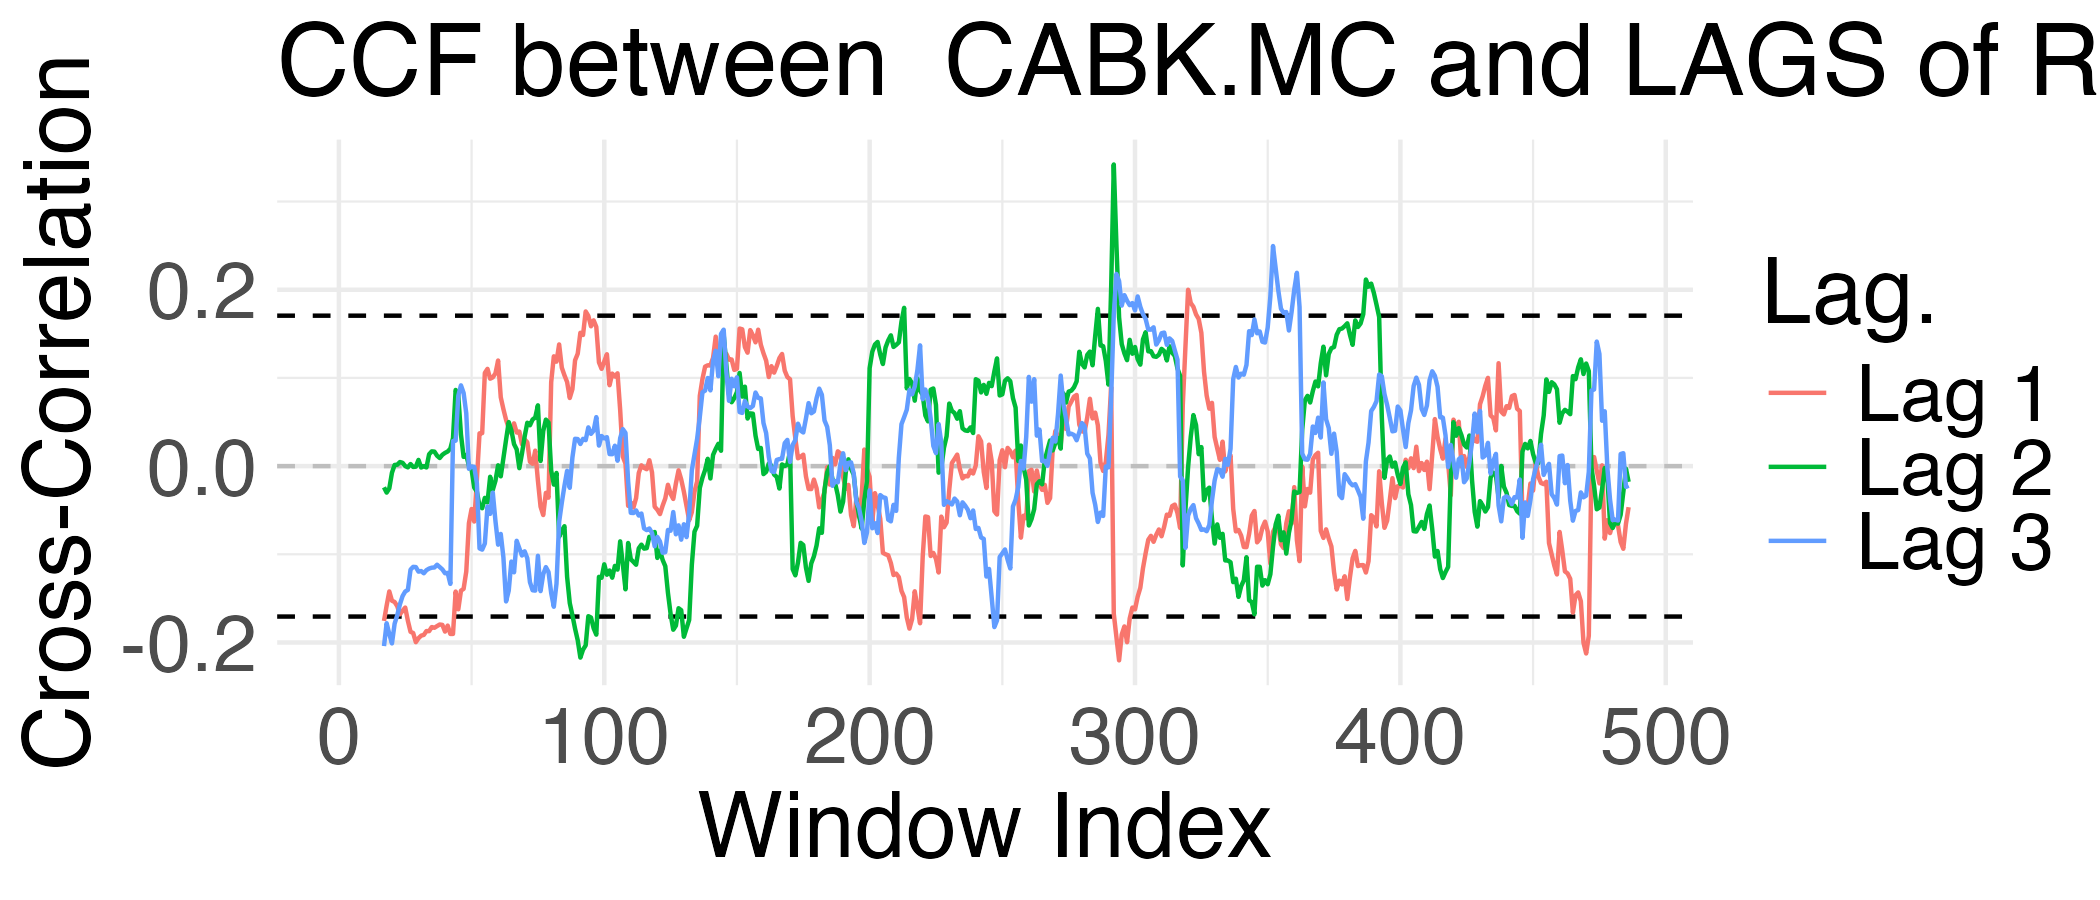 CCF between  CABK.MC and LAGS of R
Cross-Correlation
0.2
0.0
-0.2
0
100
200
300
400
500
Window Index
Lag.
Lag 1
Lag 2
Lag 3